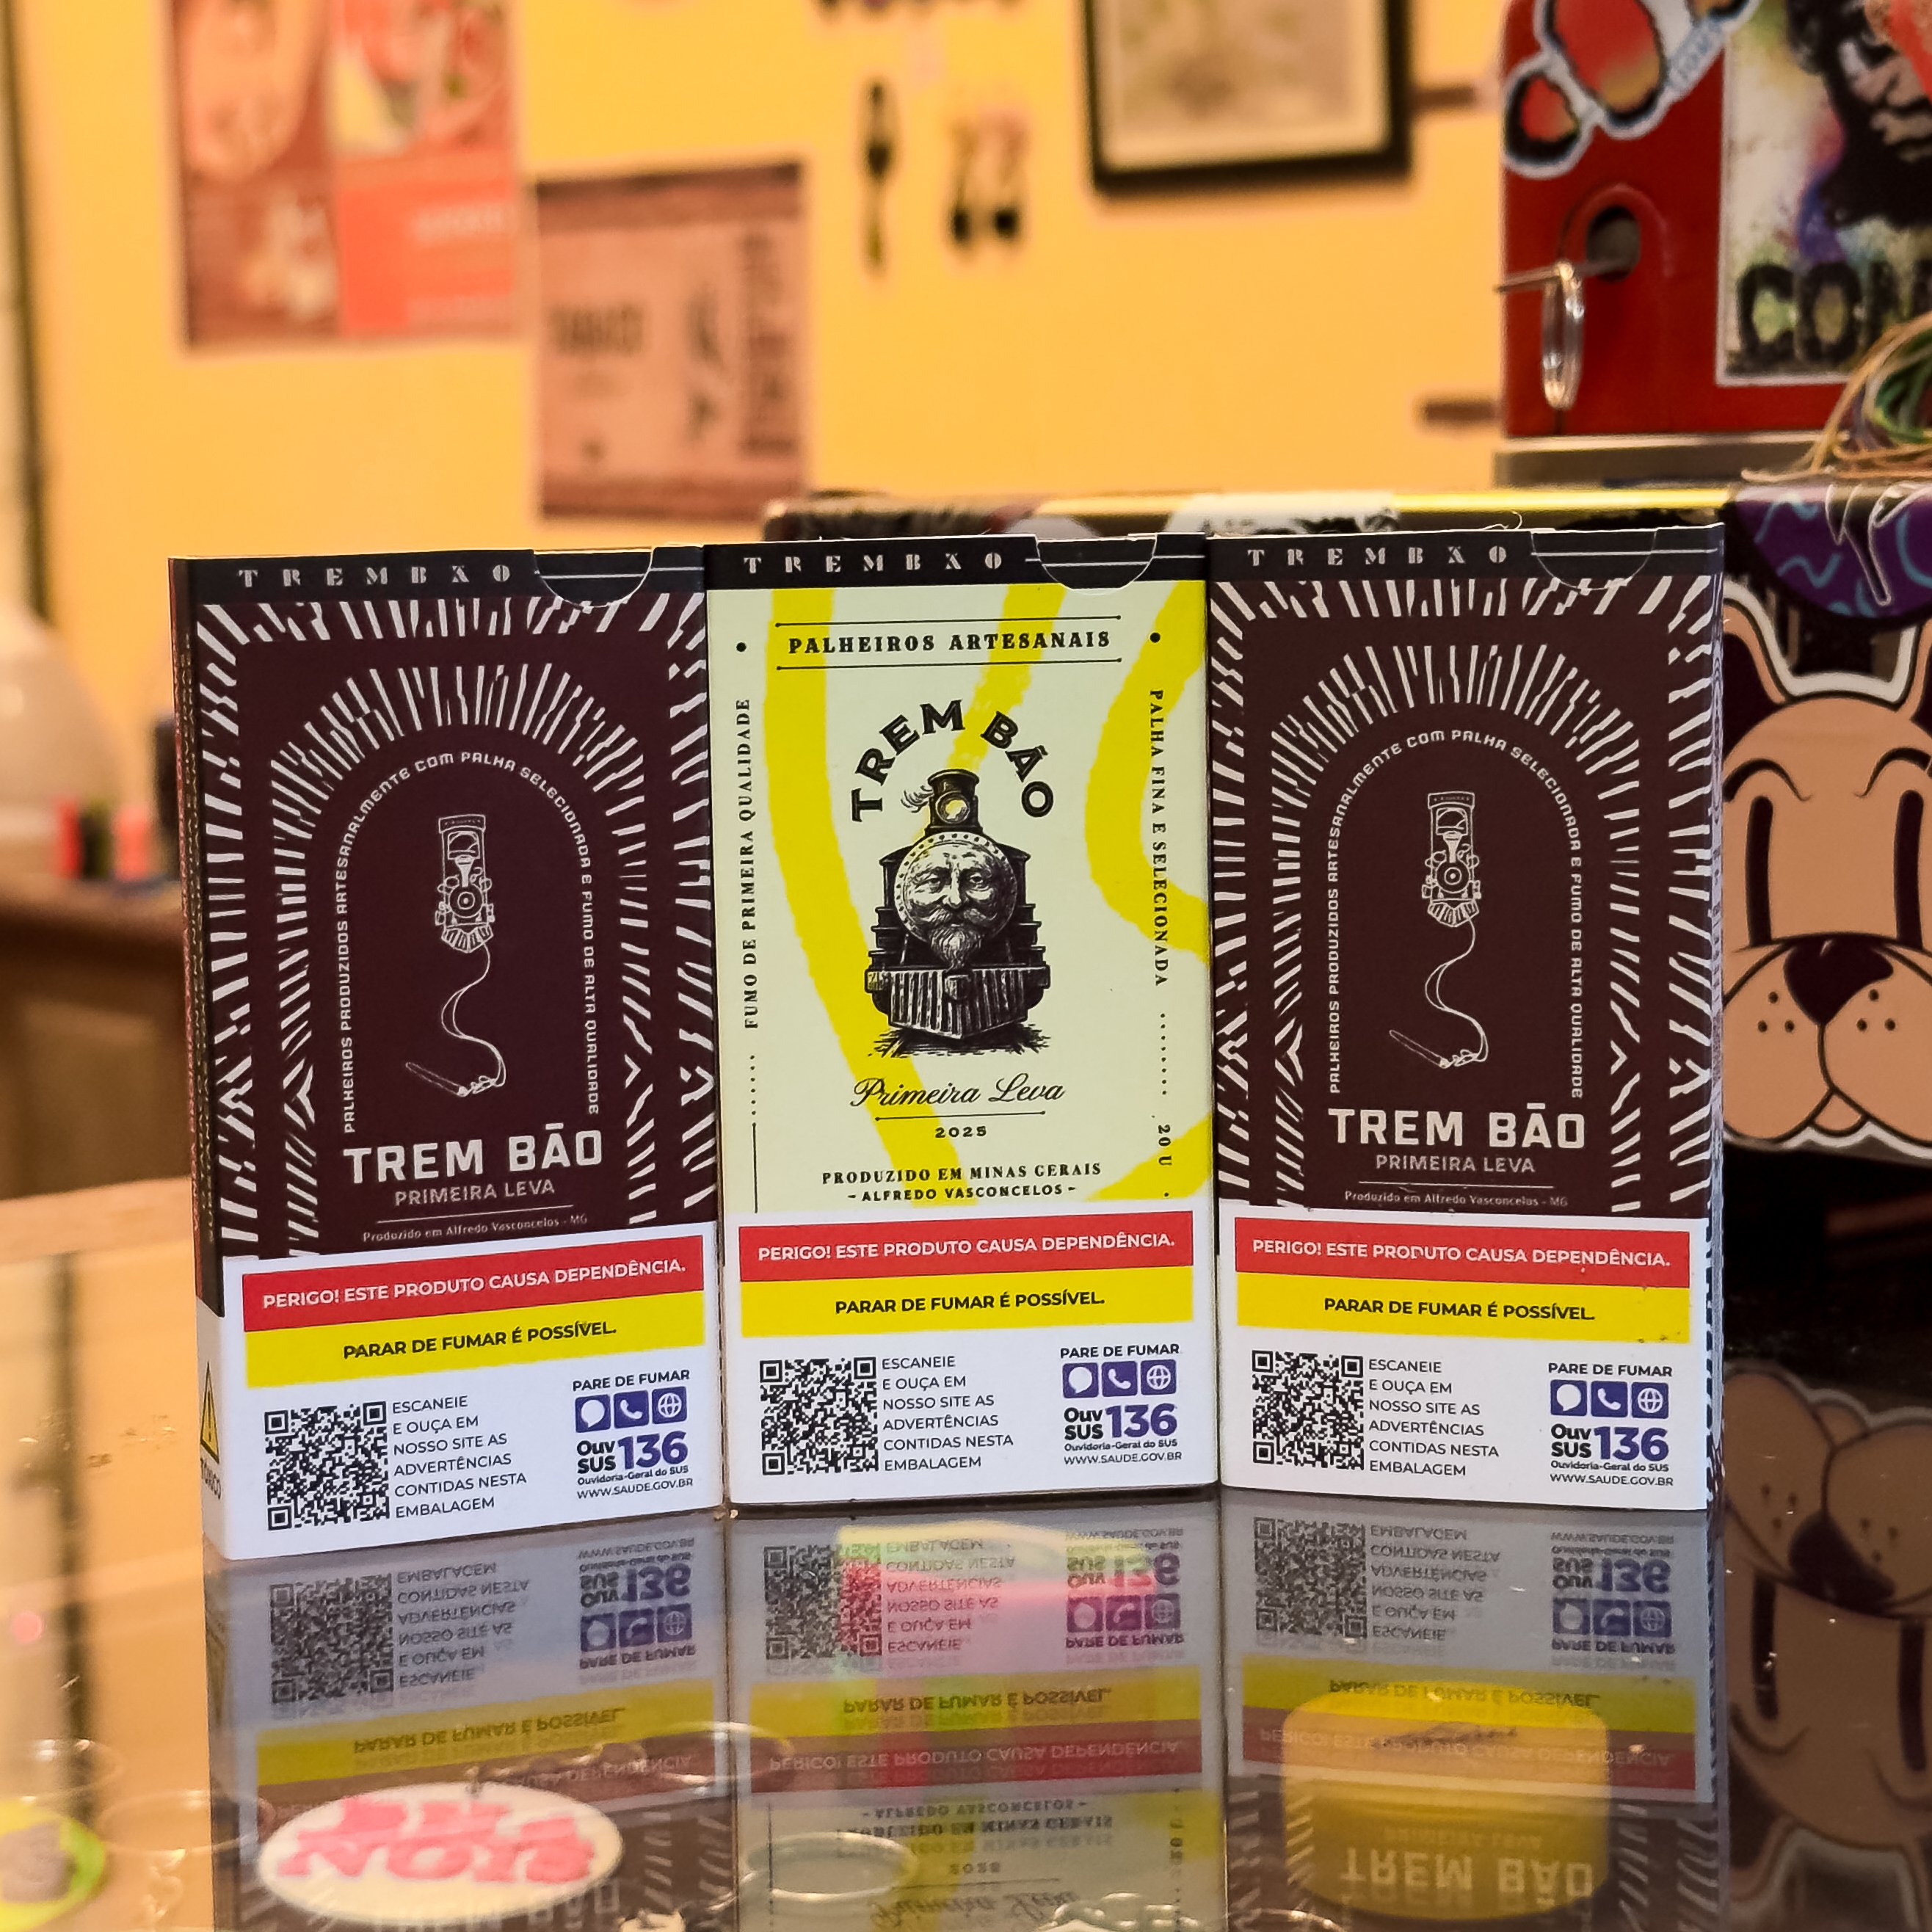 TREMBÃO
PALHEIROS PRODUZIDOS ARTESANALMENTE COM PALHA SELECIONADA E FUMO DE ALTA QUALIDADE
TREM BÃO
PRIMEIRA LEVA
Produzido em Alfredo Vasconcelos - MG
PERIGO! ESTE PRODUTO CAUSA DEPENDÊNCIA.
PARAR DE FUMAR É POSSÍVEL.
ESCANEIE
E OUÇA EM
NOSSO SITE AS
ADVERTÊNCIAS
CONTIDAS NESTA
EMBALAGEM
PARE DE FUMAR
Ouv
SUS 136
Ouvidoria-Geral do SUS
WWW.SAUDE.GOV.BR
TREMBÃO
PALHEIROS ARTESANAIS
FUMO DE PRIMEIRA QUALIDADE
TREM BÃO
PALHA FINA E SELECIONADA
20 U
Primeira Leva
2025
PRODUZIDO EM MINAS GERAIS
- ALFREDO VASCONCELOS -
PERIGO! ESTE PRODUTO CAUSA DEPENDÊNCIA.
PARAR DE FUMAR É POSSÍVEL.
ESCANEIE
E OUÇA EM
NOSSO SITE AS
ADVERTÊNCIAS
CONTIDAS NESTA
EMBALAGEM
PARE DE FUMAR
Ouv
SUS 136
Ouvidoria-Geral do SUS
WWW.SAUDE.GOV.BR
TREMBÃO
PALHEIROS PRODUZIDOS ARTESANALMENTE COM PALHA SELECIONADA E FUMO DE ALTA QUALIDADE
TREM BÃO
PRIMEIRA LEVA
Produzido em Alfredo Vasconcelos - MG
PERIGO! ESTE PRODUTO CAUSA DEPENDÊNCIA.
PARAR DE FUMAR É POSSÍVEL.
ESCANEIE
E OUÇA EM
NOSSO SITE AS
ADVERTÊNCIAS
CONTIDAS NESTA
EMBALAGEM
PARE DE FUMAR
Ouv
SUS 136
Ouvidoria-Geral do SUS
WWW.SAUDE.GOV.BR